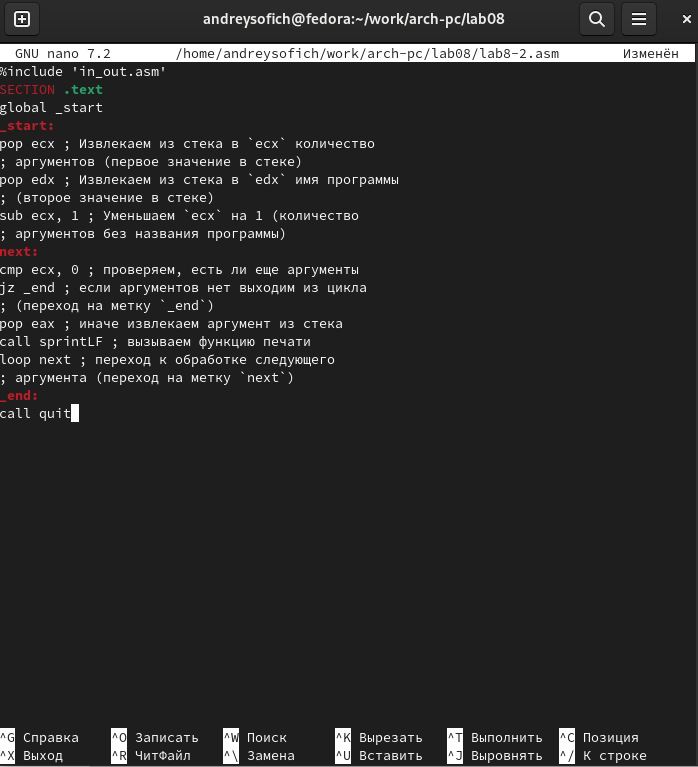 andreysofich@fedora:~/work/arch-pc/lab08
GNU nano 7.2 /home/andreysofich/work/arch-pc/lab08/lab8-2.asm Изменён
%include 'in_out.asm'
SECTION .text
global _start
_start:
pop ecx ; Извлекаем из стека в `ecx` количество
; аргументов (первое значение в стеке)
pop edx ; Извлекаем из стека в `edx` имя программы
; (второе значение в стеке)
sub ecx, 1 ; Уменьшаем `ecx` на 1 (количество
; аргументов без названия программы)
next:
cmp ecx, 0 ; проверяем, есть ли еще аргументы
jz _end ; если аргументов нет выходим из цикла
; (переход на метку `_end`)
pop eax ; иначе извлекаем аргумент из стека
call sprintLF ; вызываем функцию печати
loop next ; переход к обработке следующего
; аргумента (переход на метку `next`)
_end:
call quit
^G Справка ^O Записать ^W Поиск ^K Вырезать ^T Выполнить ^C Позиция
^X Выход ^R ЧитФайл ^\ Замена ^U Вставить ^J Выровнять ^/ К строке